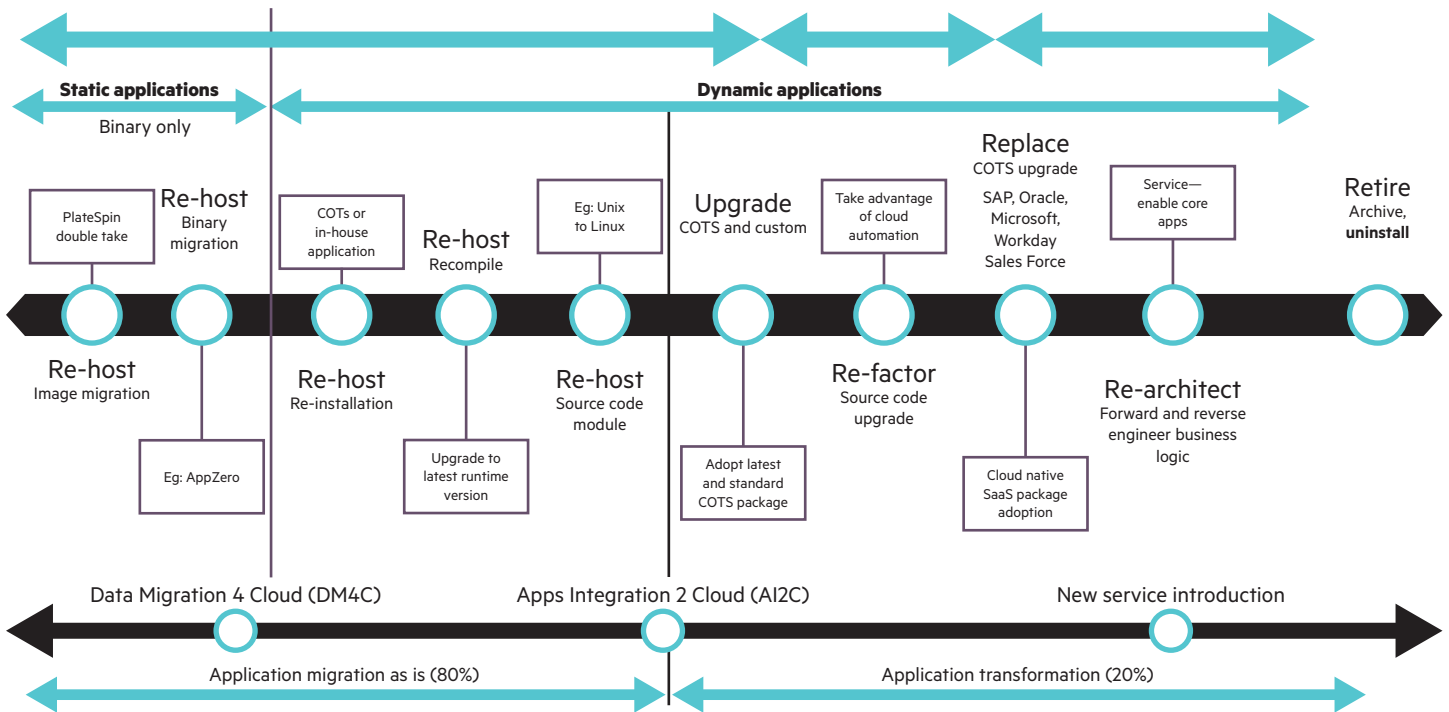 Static applications
Binary only
Dynamic applications
PlateSpin
double take
Re-host
Binary
migration
COTs or
in-house
application
Re-host
Recompile
Eg: Unix
to Linux
Upgrade
COTS and custom
Take advantage
of cloud
automation
Replace
COTS upgrade
SAP, Oracle,
Microsoft,
Workday
Sales Force
Service—
enable core
apps
Retire
Archive,
uninstall
Re-host
Image migration
Eg: AppZero
Re-host
Re-installation
Upgrade to
latest runtime
version
Re-host
Source code
module
Adopt latest
and standard
COTS package
Re-factor
Source code
upgrade
Cloud native
SaaS package
adoption
Re-architect
Forward and reverse
engineer business
logic
Data Migration 4 Cloud (DM4C)
Apps Integration 2 Cloud (AI2C)
New service introduction
Application migration as is (80%)
Application transformation (20%)